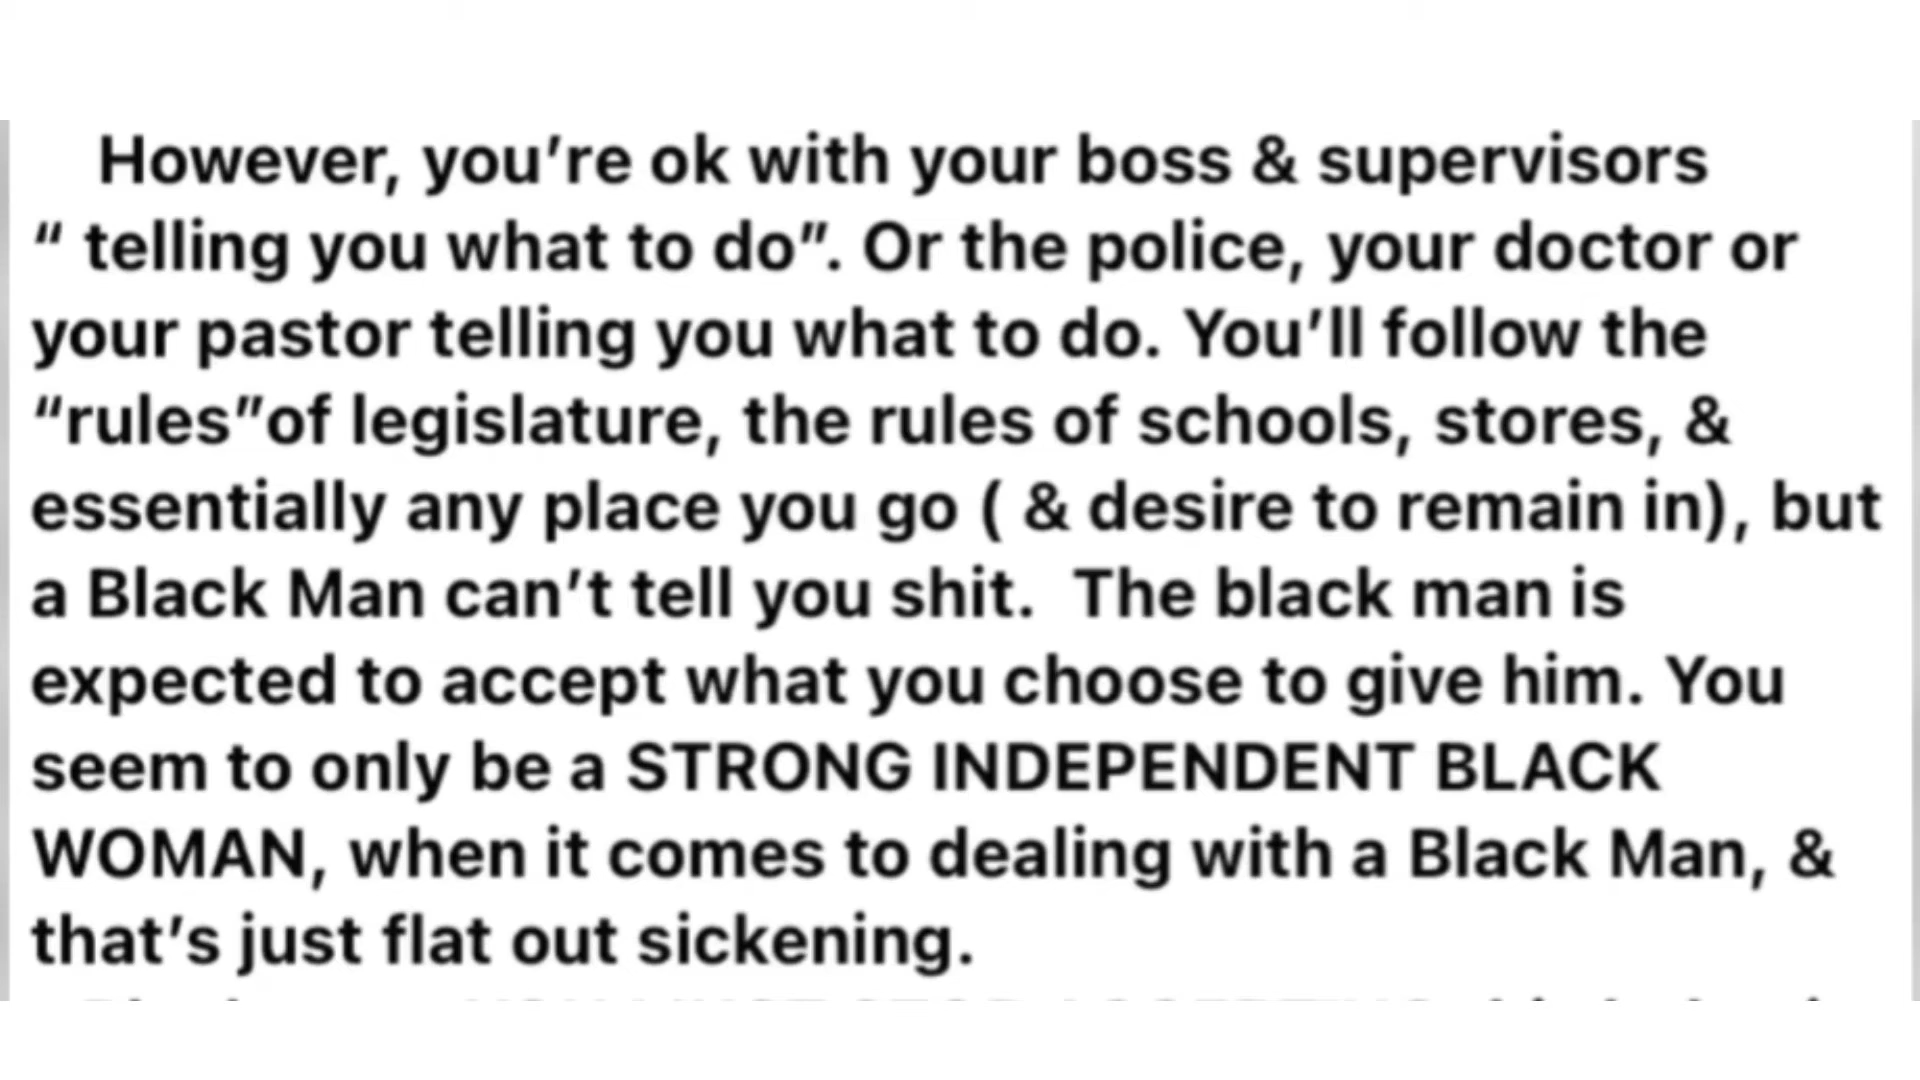 However, you’re ok with your boss & supervisors
“ telling you what to do”. Or the police, your doctor or
your pastor telling you what to do. You’ll follow the
“rules”of legislature, the rules of schools, stores, &
essentially any place you go ( & desire to remain in), but
a Black Man can’t tell you shit.  The black man is
expected to accept what you choose to give him. You
seem to only be a STRONG INDEPENDENT BLACK
WOMAN, when it comes to dealing with a Black Man, &
that’s just flat out sickening.